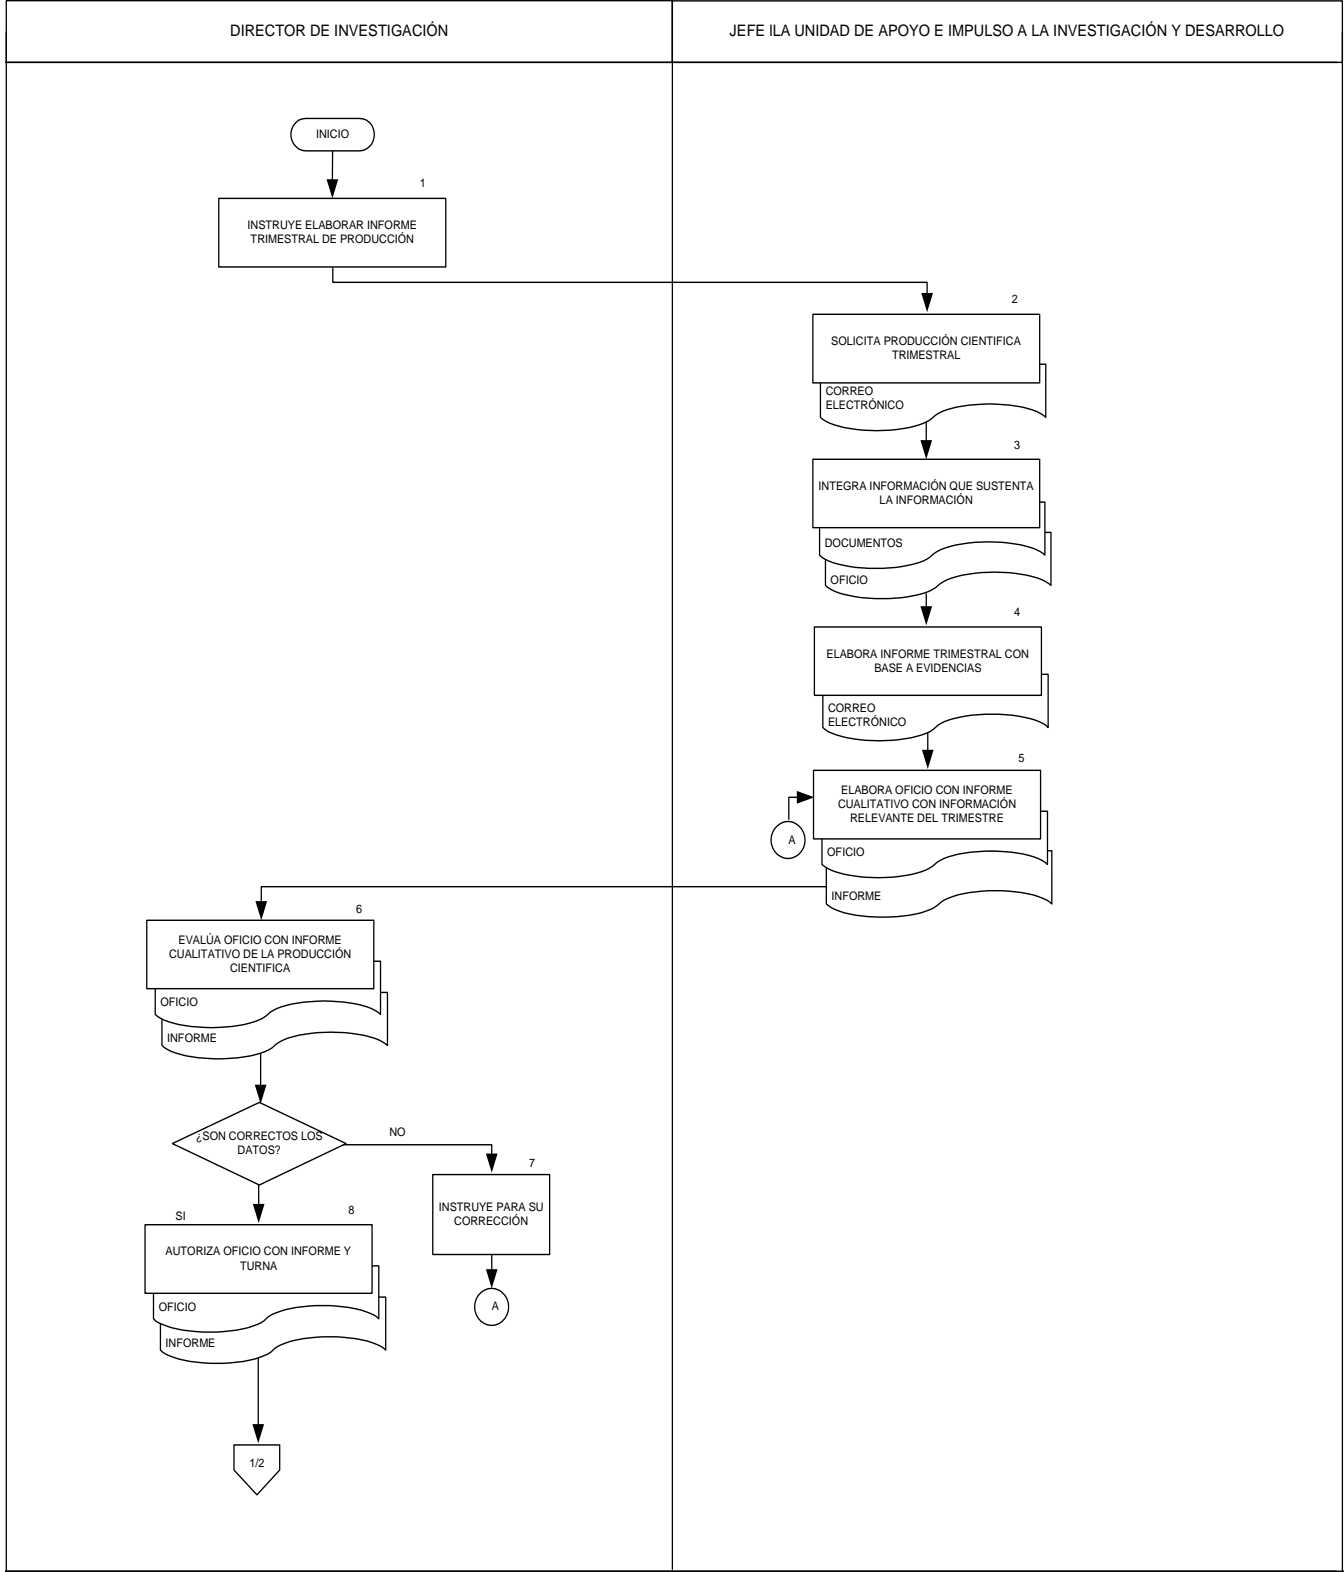 DIRECTOR DE INVESTIGACIÓN
JEFE ILA UNIDAD DE APOYO E IMPULSO A LA INVESTIGACIÓN Y DESARROLLO
INICIO
1
INSTRUYE ELABORAR INFORME
TRIMESTRAL DE PRODUCCIÓN
2
SOLICITA PRODUCCIÓN CIENTIFICA
TRIMESTRAL
CORREO
ELECTRÓNICO
3
INTEGRA INFORMACIÓN QUE SUSTENTA
LA INFORMACIÓN
DOCUMENTOS
OFICIO
4
ELABORA INFORME TRIMESTRAL CON
BASE A EVIDENCIAS
CORREO
ELECTRÓNICO
5
ELABORA OFICIO CON INFORME
CUALITATIVO CON INFORMACIÓN
RELEVANTE DEL TRIMESTRE
A
OFICIO
INFORME
6
EVALÚA OFICIO CON INFORME
CUALITATIVO DE LA PRODUCCIÓN
CIENTIFICA
OFICIO
INFORME
¿SON CORRECTOS LOS
DATOS?
NO
7
INSTRUYE PARA SU
CORRECCIÓN
A
SI
8
AUTORIZA OFICIO CON INFORME Y
TURNA
OFICIO
INFORME
1/2